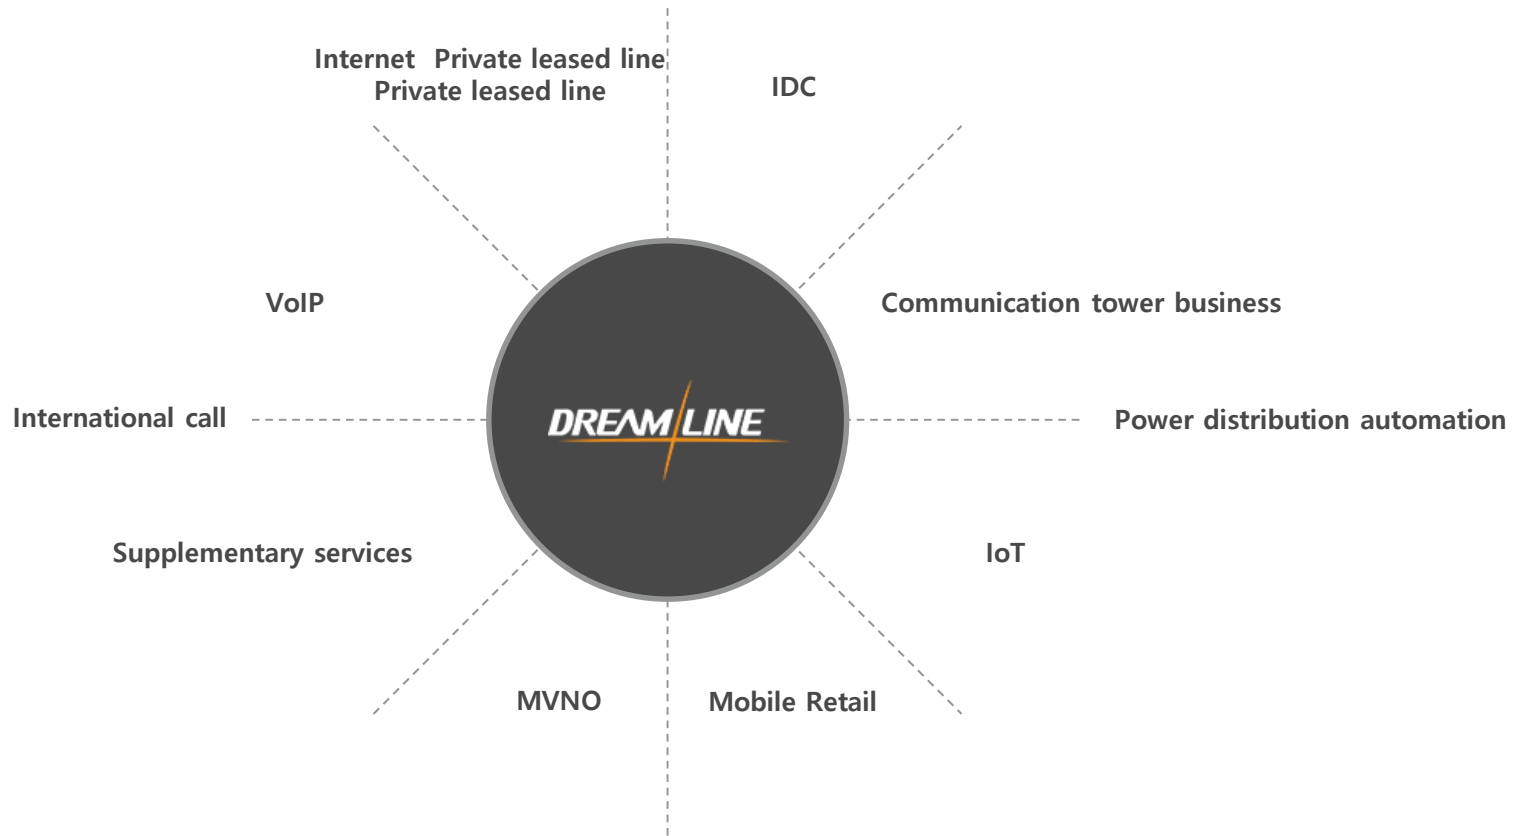 Internet Private leased line
Private leased line
IDC
VoIP
Communication tower business
International call
DREAMLINE
Power distribution automation
Supplementary services
IoT
MVNO
Mobile Retail